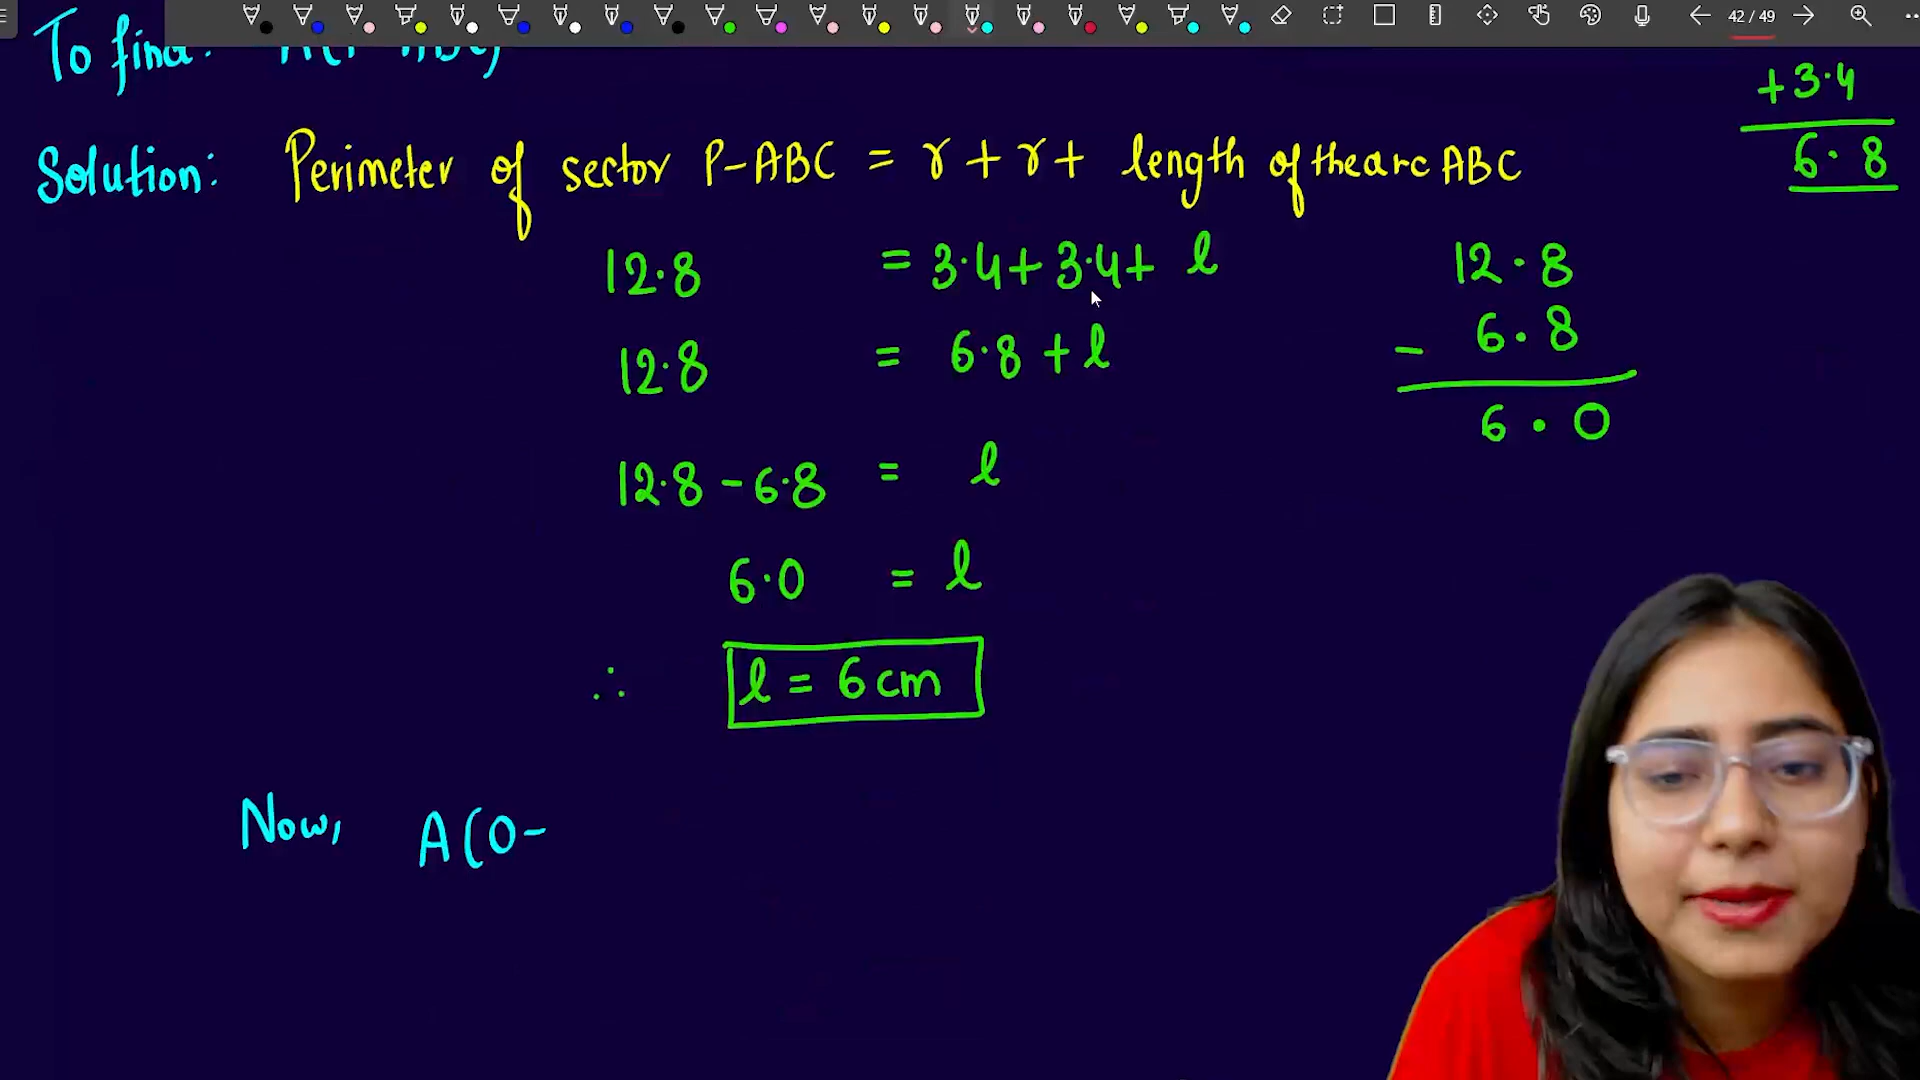 42 / 49
To find:
+3.4
6.8
Solution: Perimeter of sector P-ABC = r + r + length of the arc ABC
12.8 = 3.4 + 3.4 + l
12.8 = 6.8 + l
12.8 - 6.8 = l
6.0 = l
∴ l = 6 cm
12.8
- 6.8
6.0
Now, A(O-